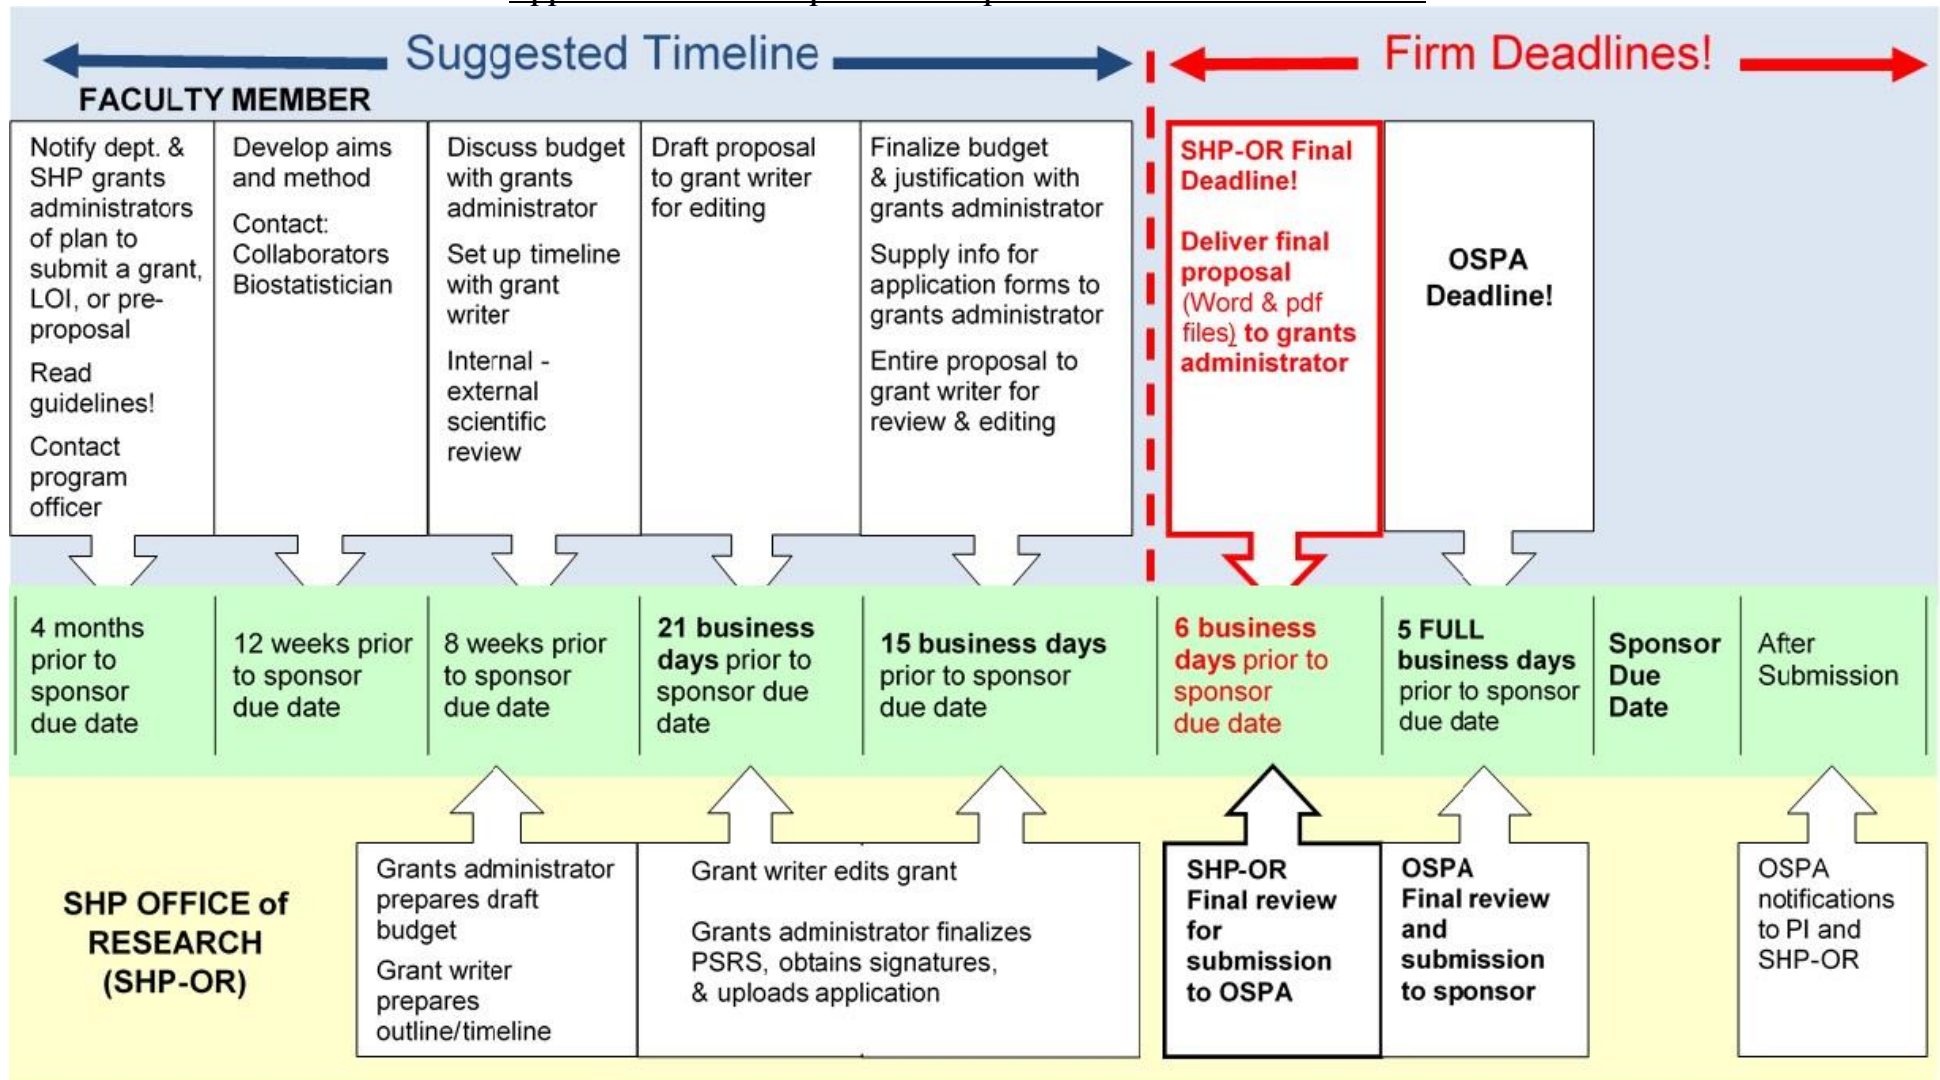 Suggested Timeline
Firm Deadlines!
FACULTY MEMBER
Notify dept. &
SHP grants
administrators
of plan to
submit a grant,
LOI, or pre-
proposal
Read
guidelines!
Contact
program
officer
Develop aims
and method
Contact:
Collaborators
Biostatistician
Discuss budget
with grants
administrator
Set up timeline
with grant
writer
Internal -
external
scientific
review
Draft proposal
to grant writer
for editing
Finalize budget
& justification with
grants administrator
Supply info for
application forms to
grants administrator
Entire proposal to
grant writer for
review & editing
SHP-OR Final
Deadline!
Deliver final
proposal
(Word & pdf
files) to grants
administrator
OSPA
Deadline!
4 months
prior to
sponsor
due date
12 weeks prior
to sponsor
due date
8 weeks prior
to sponsor
due date
21 business
days prior to
sponsor due
date
15 business days
prior to sponsor
due date
6 business
days prior to
sponsor
due date
5 FULL
business days
prior to sponsor
due date
Sponsor
Due
Date
After
Submission
SHP OFFICE of
RESEARCH
(SHP-OR)
Grants administrator
prepares draft
budget
Grant writer
prepares
outline/timeline
Grant writer edits grant
Grants administrator finalizes
PSRS, obtains signatures,
& uploads application
SHP-OR
Final review
for
submission
to OSPA
OSPA
Final review
and
submission
to sponsor
OSPA
notifications
to PI and
SHP-OR